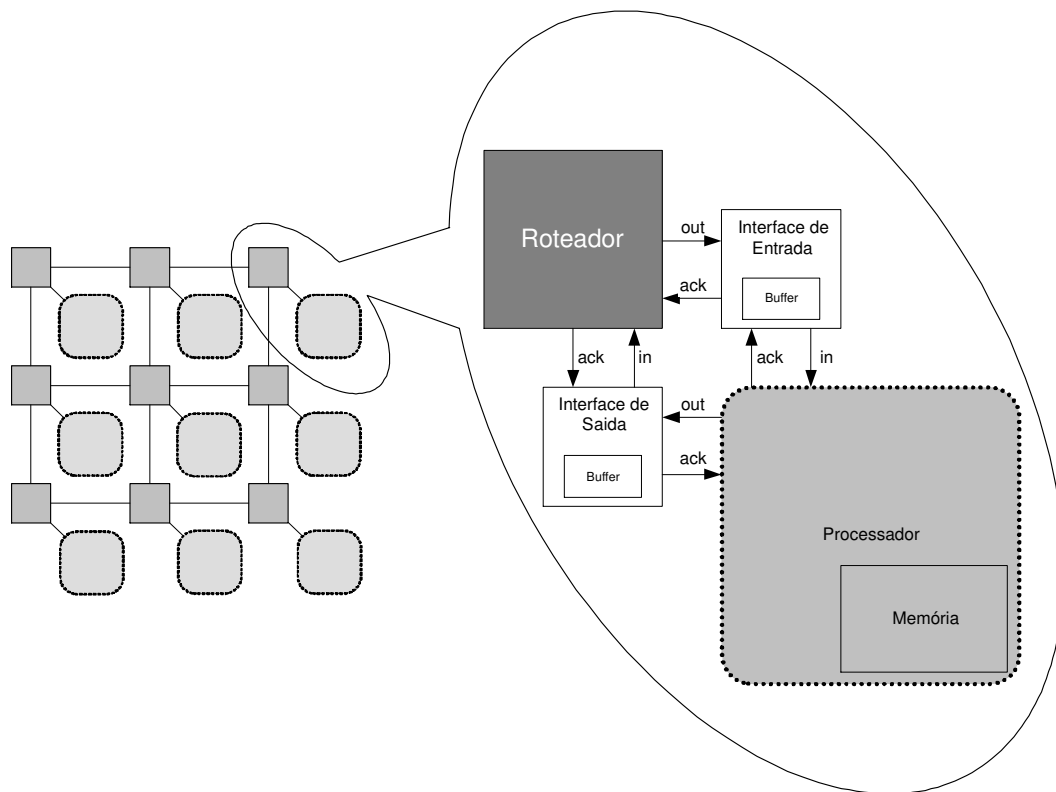 Roteador
out
Interface de
Entrada
ack
Buffer
ack
in
ack
in
Interface de
Saida
out
Buffer
ack
Processador
Memória